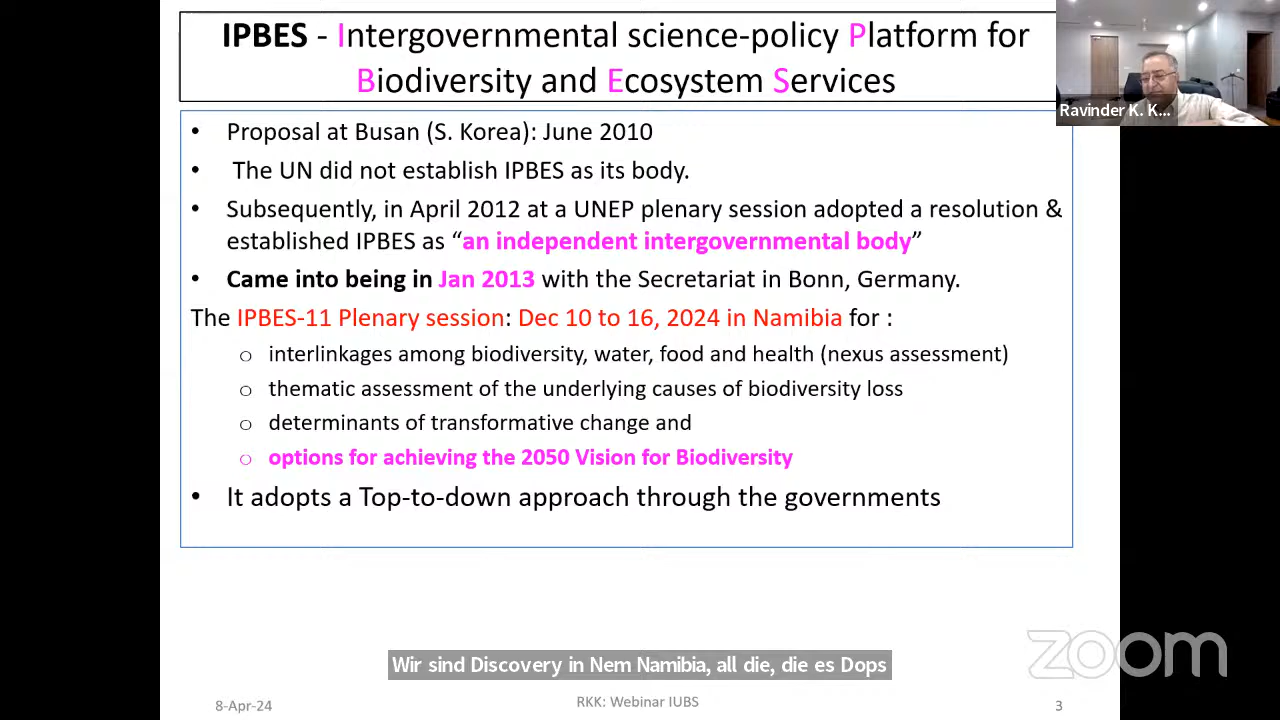 IPBES - Intergovernmental science-policy Platform for
Biodiversity and Ecosystem Services
Ravinder K. K...
• Proposal at Busan (S. Korea): June 2010
• The UN did not establish IPBES as its body.
• Subsequently, in April 2012 at a UNEP plenary session adopted a resolution &
established IPBES as “an independent intergovernmental body”
• Came into being in Jan 2013 with the Secretariat in Bonn, Germany.
The IPBES-11 Plenary session: Dec 10 to 16, 2024 in Namibia for :
o interlinkages among biodiversity, water, food and health (nexus assessment)
o thematic assessment of the underlying causes of biodiversity loss
o determinants of transformative change and
o options for achieving the 2050 Vision for Biodiversity
• It adopts a Top-to-down approach through the governments
zoom
Wir sind Discovery in Nem Namibia, all die, die es Dops
8-Apr-24
RKK: Webinar IUBS
3